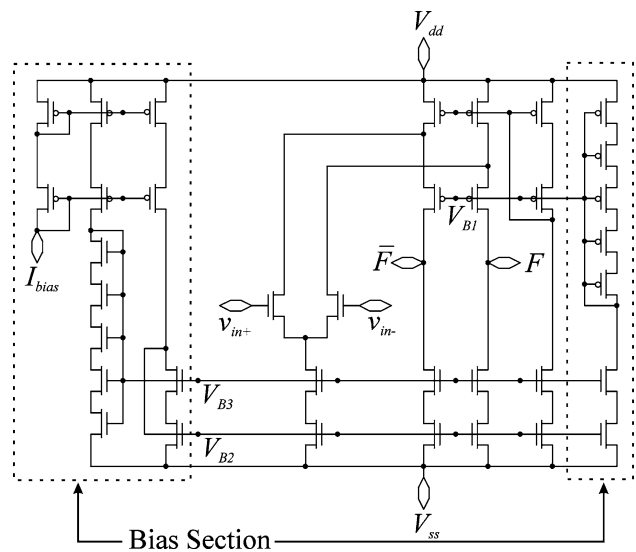 V_dd
V_B1
F̅
F
I_bias
v_in+
v_in-
V_B3
V_B2
V_ss
Bias Section